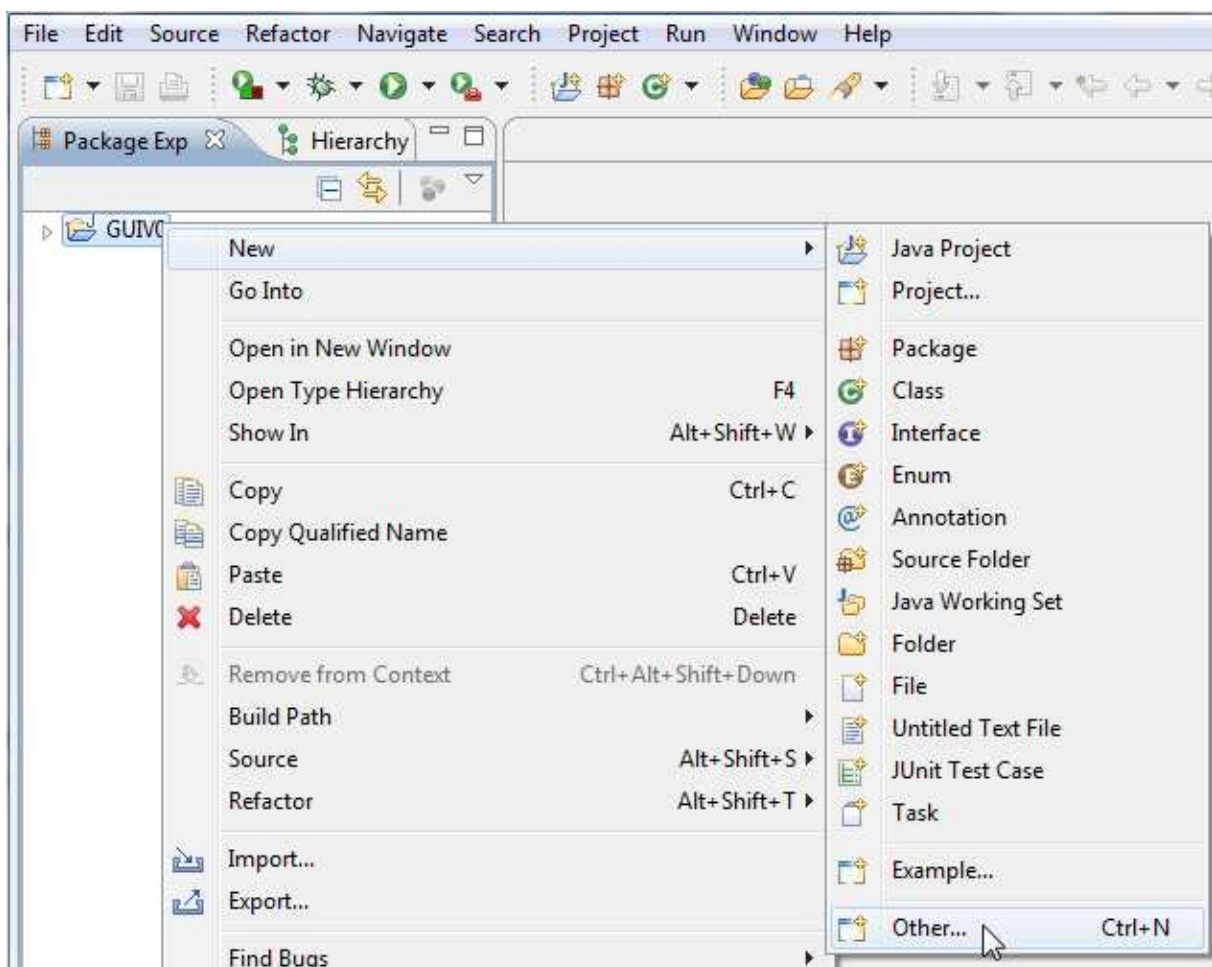 File Edit Source Refactor Navigate Search Project Run Window Help
Package Exp Hierarchy
New
Go Into
Open in New Window
Open Type Hierarchy F4
Show In Alt+Shift+W
Copy Ctrl+C
Copy Qualified Name
Paste Ctrl+V
Delete Delete
Remove from Context Ctrl+Alt+Shift+Down
Build Path
Source Alt+Shift+S
Refactor Alt+Shift+T
Import...
Export...
Find Bugs
Java Project
Project...
Package
Class
Interface
Enum
Annotation
Source Folder
Java Working Set
Folder
File
Untitled Text File
JUnit Test Case
Task
Example...
Other... Ctrl+N